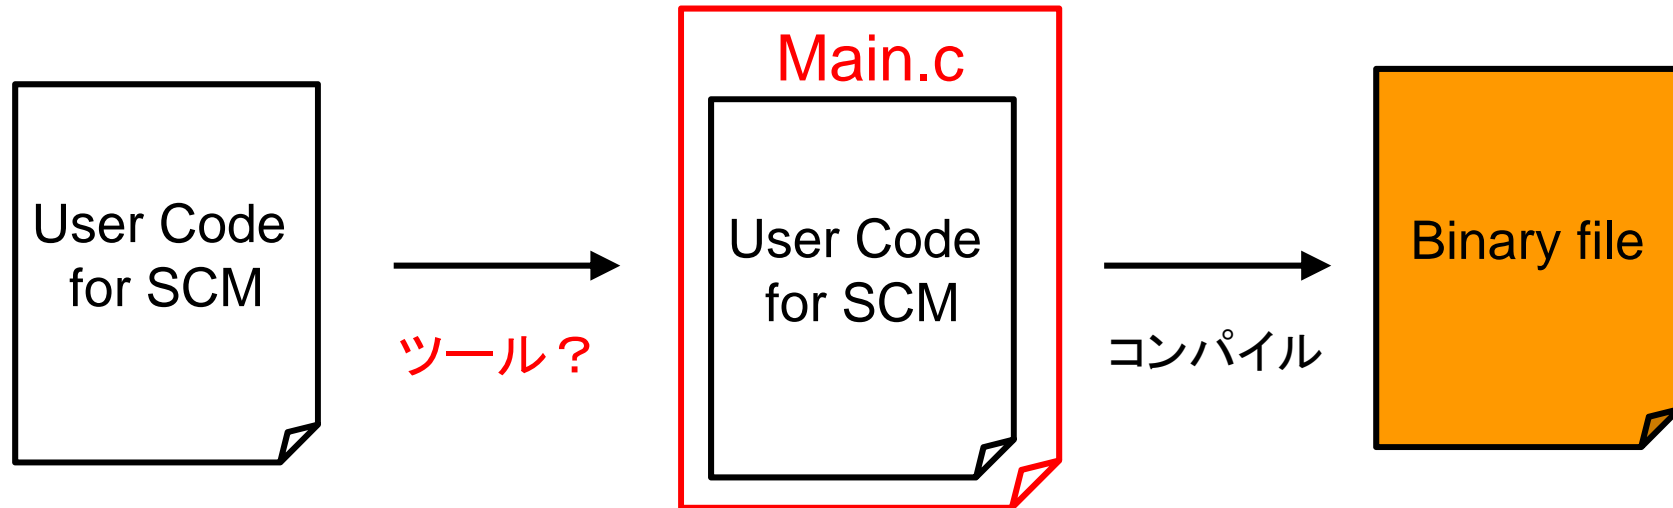 User Code
for SCM
ツール？
Main.c
User Code
for SCM
コンパイル
Binary file